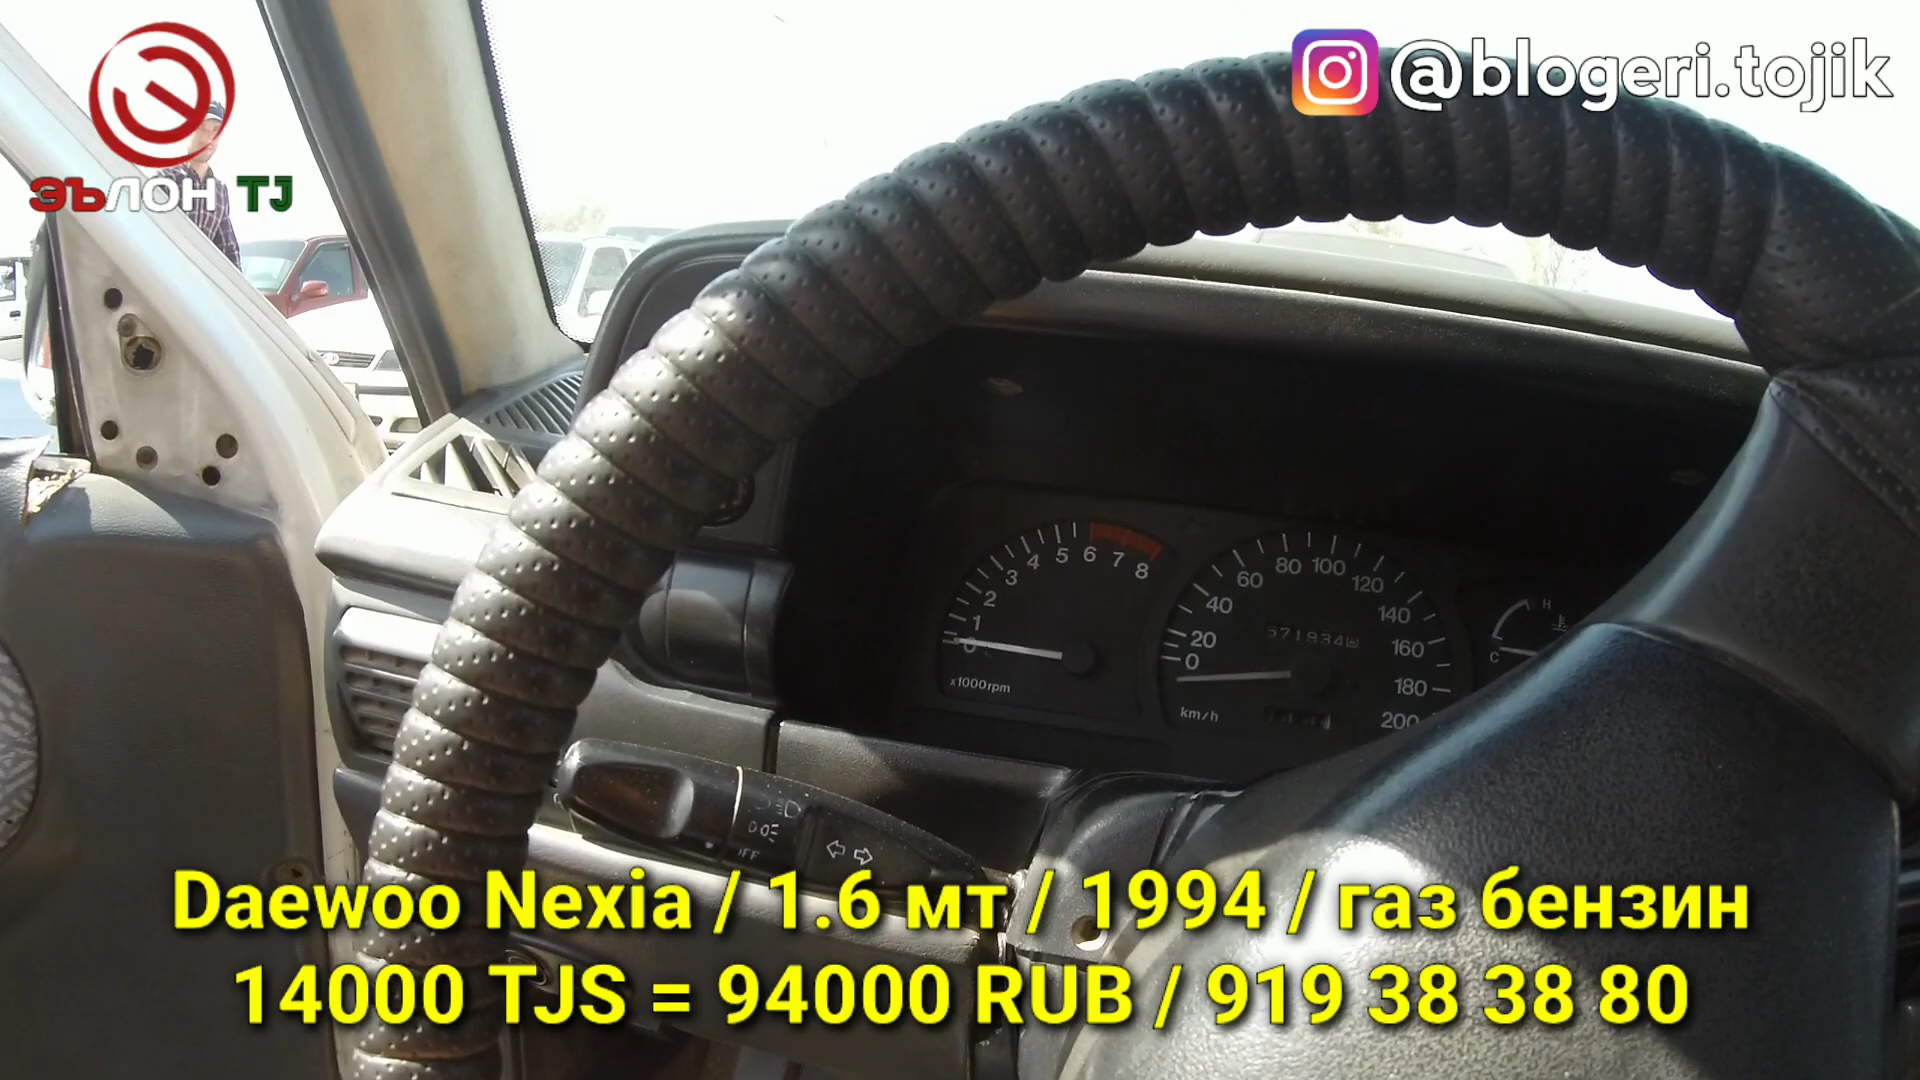 @blogeri.tojik
ЭЪЛОН TJ
Daewoo Nexia / 1.6 мт / 1994 / газ бензин
14000 TJS = 94000 RUB / 919 38 38 80
0 1 2 3 4 5 6 7 8
x1000rpm
0 20 40 60 80 100 120 140 160 180 200
km/h
H
C
OFF